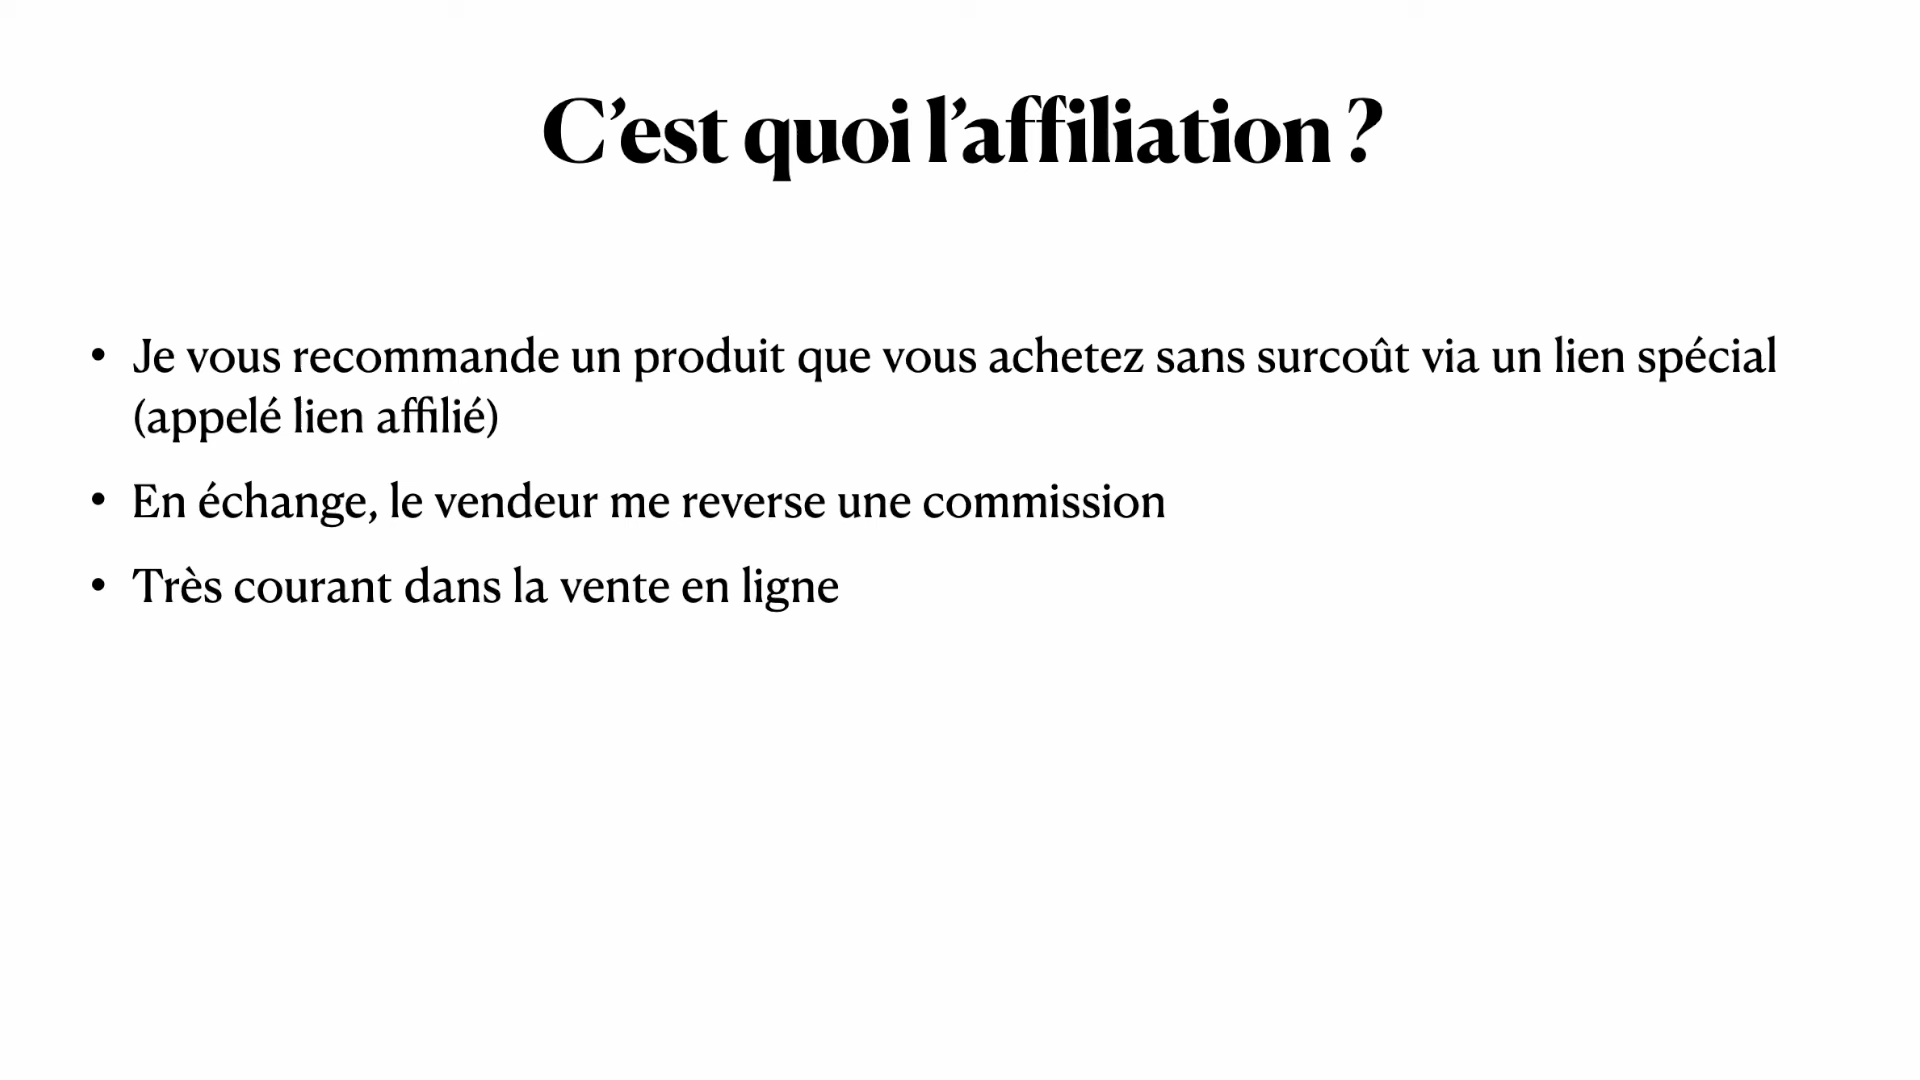 C’est quoi l’affiliation ?
• Je vous recommande un produit que vous achetez sans surcoût via un lien spécial
(appelé lien affilié)
• En échange, le vendeur me reverse une commission
• Très courant dans la vente en ligne